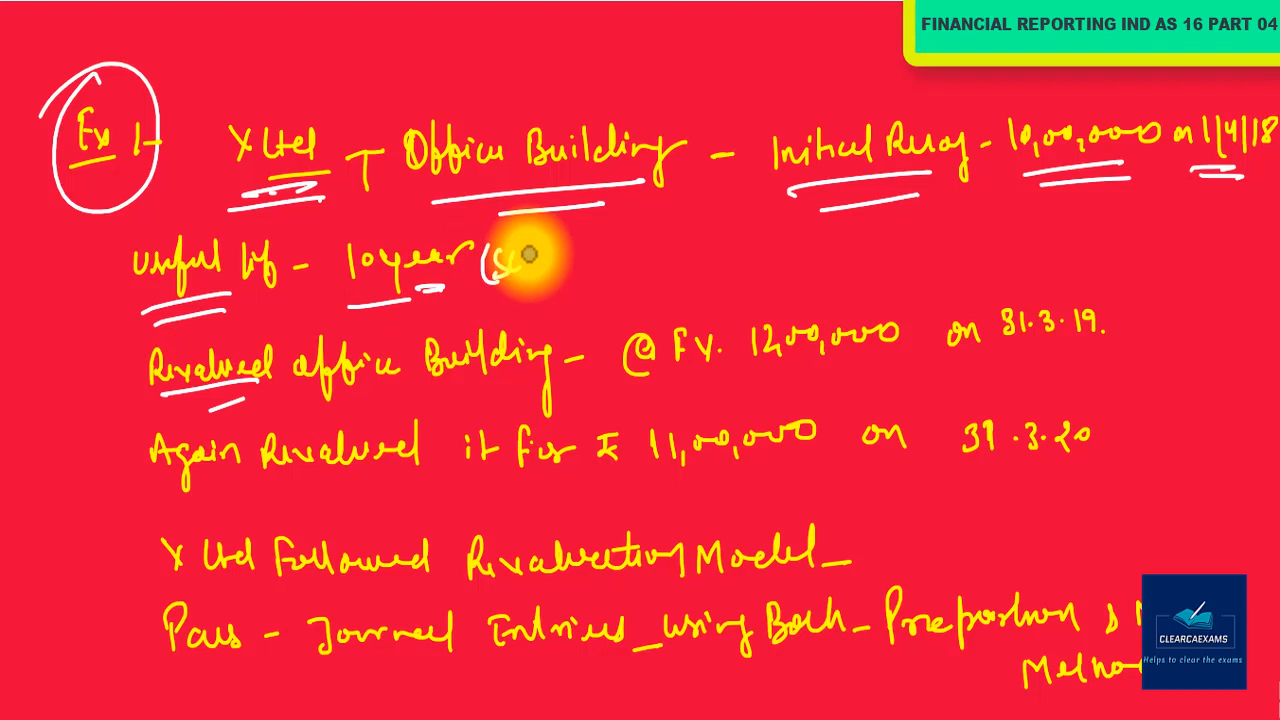 FINANCIAL REPORTING IND AS 16 PART 04
Ex 1- X Ltd - Office Building - Initial Recog - 10,00,000 on 1/4/18
Useful lif - 10 year (
Revalued office Building - @ FV. 12,00,000 on 31.3.19.
Again Revalued it for ₹ 11,00,000 on 31.3.20
X Ltd Followed Revaluation Model -
Pass - Journal Entries - using Both - Preparation &
CLEARCAEXAMS
Helps to clear the exams